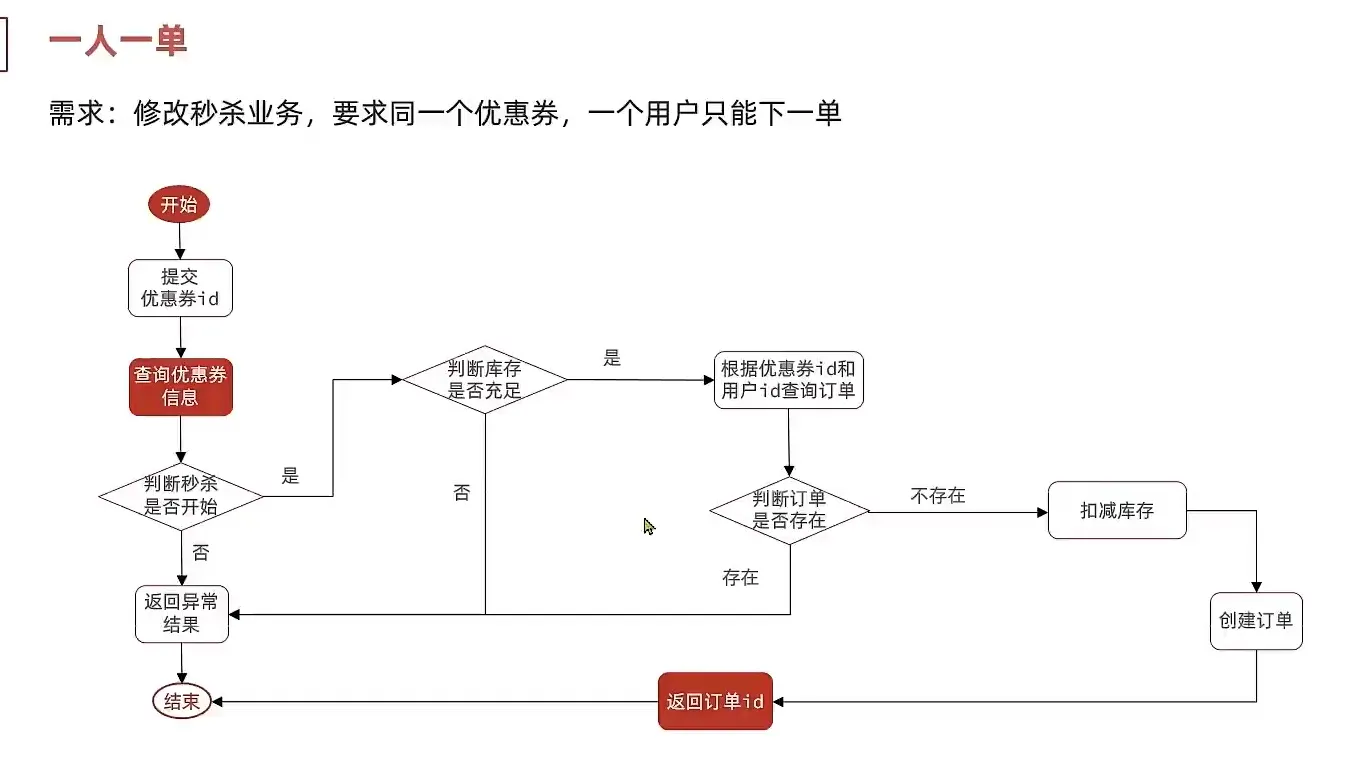 一人一单
需求：修改秒杀业务，要求同一个优惠券，一个用户只能下一单
开始
提交
优惠券id
查询优惠券
信息
判断秒杀
是否开始
是
否
返回异常
结果
结束
判断库存
是否充足
是
否
根据优惠券id和
用户id查询订单
判断订单
是否存在
不存在
存在
扣减库存
创建订单
返回订单id